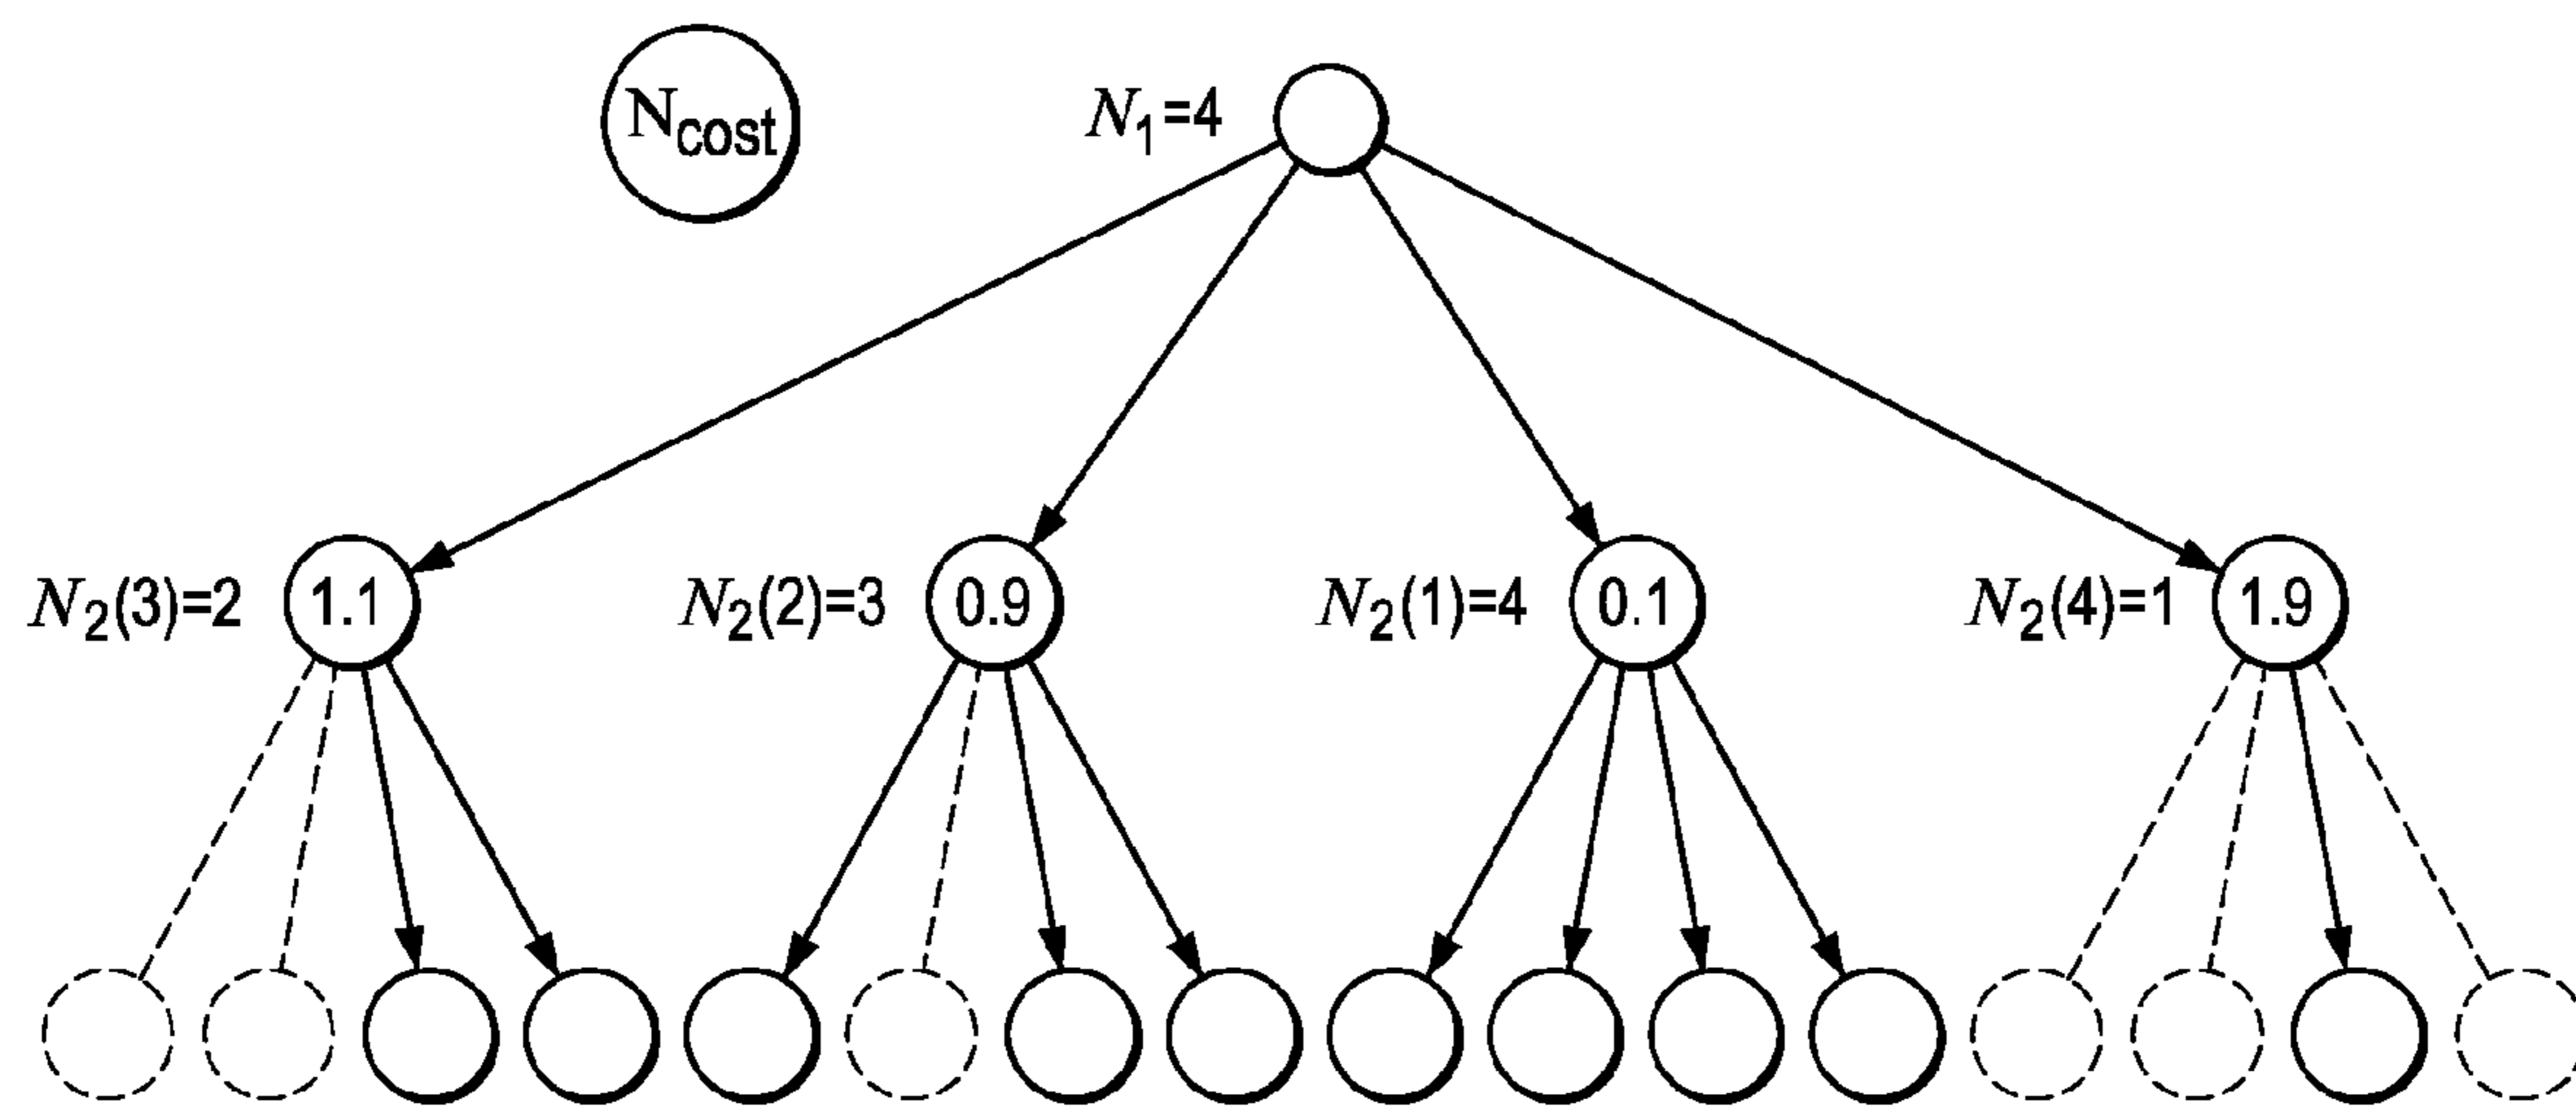 Ncost
N1=4
N2(3)=2
1.1
N2(2)=3
0.9
N2(1)=4
0.1
N2(4)=1
1.9